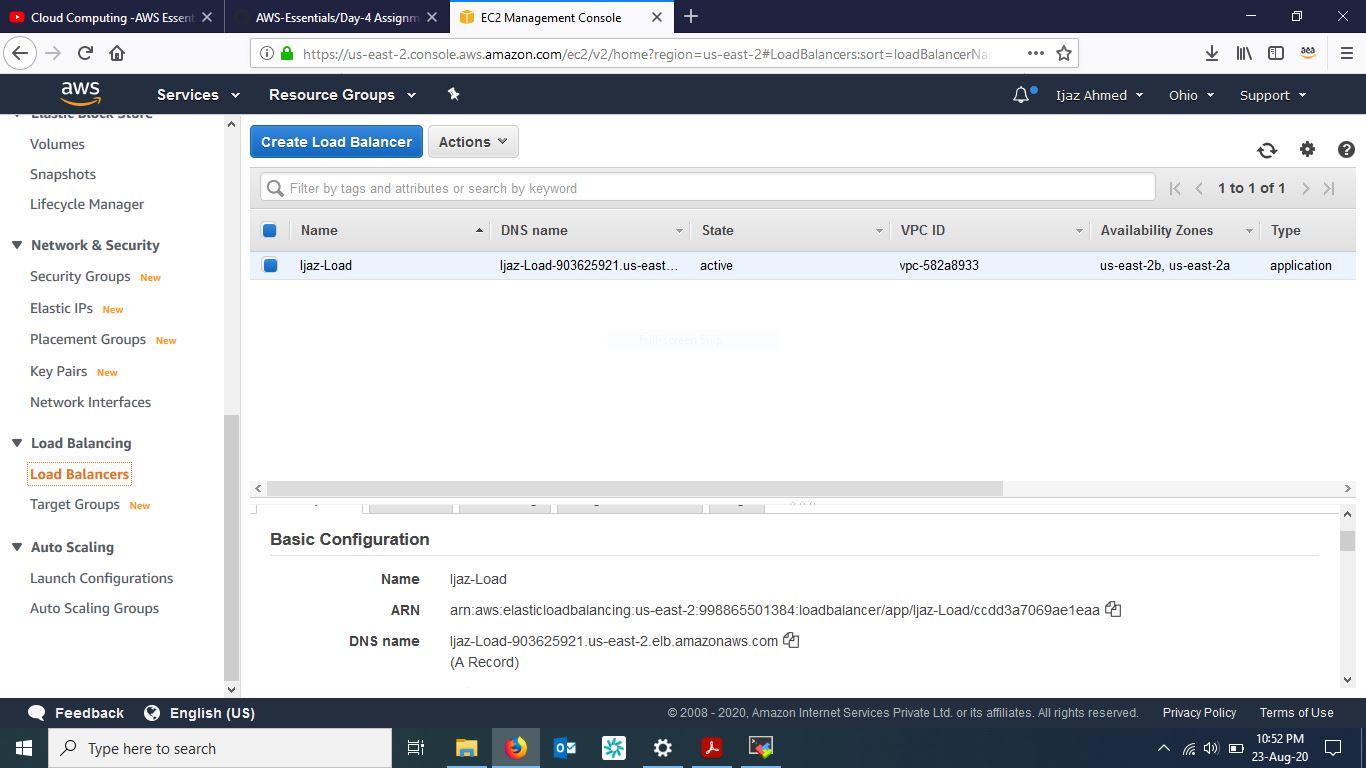 Cloud Computing -AWS Essent
AWS-Essentials/Day-4 Assignm
EC2 Management Console
https://us-east-2.console.aws.amazon.com/ec2/v2/home?region=us-east-2#LoadBalancers:sort=loadBalancerNa
aws
Services
Resource Groups
Ijaz Ahmed
Ohio
Support
Elastic Block Store
Volumes
Snapshots
Lifecycle Manager
Network & Security
Security Groups New
Elastic IPs New
Placement Groups New
Key Pairs New
Network Interfaces
Load Balancing
Load Balancers
Target Groups New
Auto Scaling
Launch Configurations
Auto Scaling Groups
Create Load Balancer
Actions
Filter by tags and attributes or search by keyword
1 to 1 of 1
Name DNS name State VPC ID Availability Zones Type
Ijaz-Load Ijaz-Load-903625921.us-east... active vpc-582a8933 us-east-2b, us-east-2a application
Full-screen Snip
Basic Configuration
Name Ijaz-Load
ARN arn:aws:elasticloadbalancing:us-east-2:998865501384:loadbalancer/app/Ijaz-Load/ccdd3a7069ae1eaa
DNS name Ijaz-Load-903625921.us-east-2.elb.amazonaws.com
(A Record)
Feedback
English (US)
© 2008 - 2020, Amazon Internet Services Private Ltd. or its affiliates. All rights reserved.
Privacy Policy
Terms of Use
Type here to search
10:52 PM
23-Aug-20